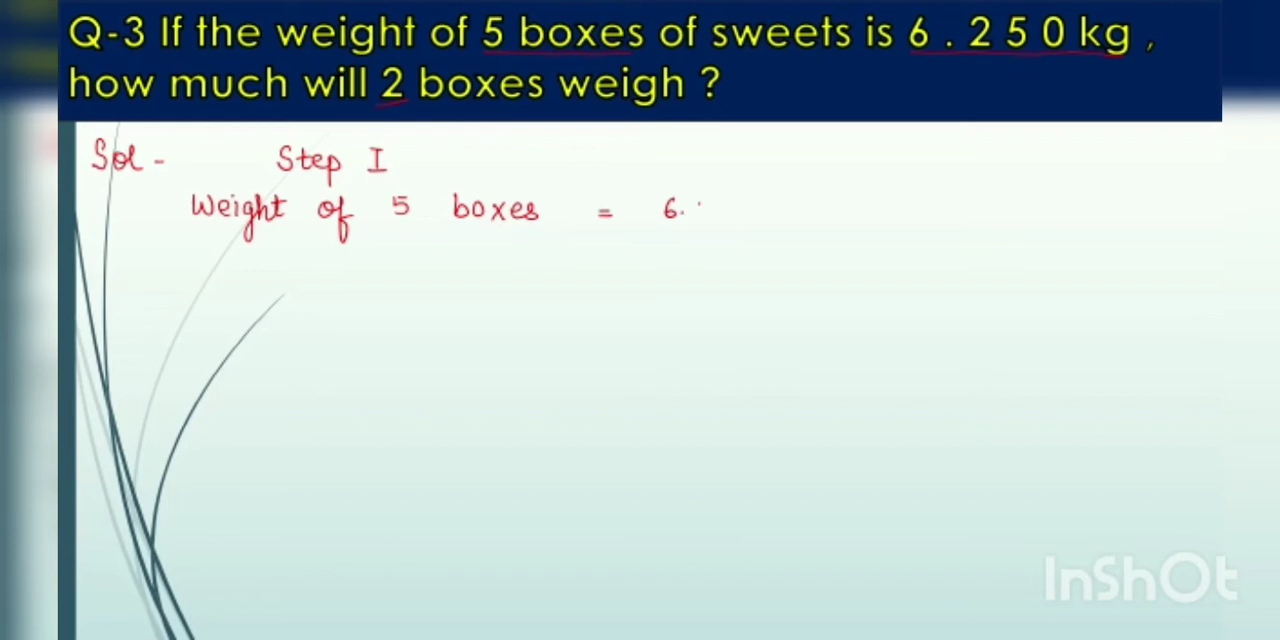 Q-3 If the weight of 5 boxes of sweets is 6 . 2 5 0 kg ,
how much will 2 boxes weigh ?
Sol - Step I
Weight of 5 boxes = 6.
InShOt